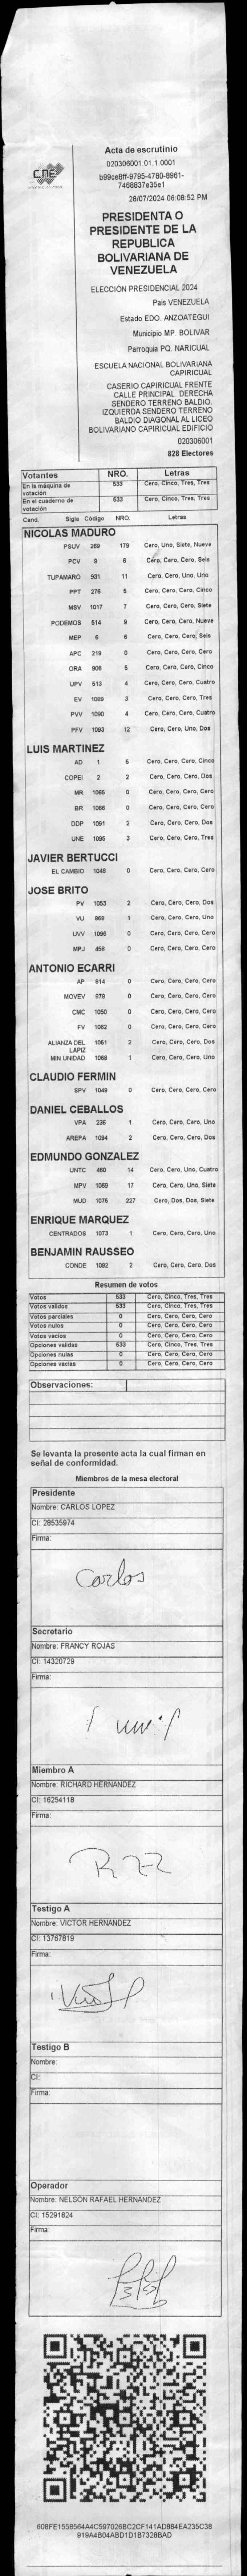 CNE
Acta de escrutinio
020306001.01.1.0001
b99ce8ff-9795-4780-8961-
7468837e35e1
28/07/2024 06:08:52 PM
PRESIDENTA O
PRESIDENTE DE LA
REPUBLICA
BOLIVARIANA DE
VENEZUELA
ELECCIÓN PRESIDENCIAL 2024
Pais VENEZUELA
Estado EDO. ANZOATEGUI
Municipio MP. BOLIVAR
Parroquia PQ. NARICUAL
ESCUELA NACIONAL BOLIVARIANA
CAPIRICUAL
CASERIO CAPIRICUAL FRENTE
CALLE PRINCIPAL. DERECHA
SENDERO TERRENO BALDIO.
IZQUIERDA SENDERO TERRENO
BALDIO DIAGONAL AL LICEO
BOLIVARIANO CAPIRICUAL EDIFICIO
020306001
828 Electores
Votantes NRO. Letras
En la máquina de votación 533 Cero, Cinco, Tres, Tres
En el cuaderno de votación 533 Cero, Cinco, Tres, Tres
Cand. Sigla Código NRO. Letras
NICOLAS MADURO
PSUV 269 179 Cero, Uno, Siete, Nueve
PCV 9 6 Cero, Cero, Cero, Seis
TUPAMARO 931 11 Cero, Cero, Uno, Uno
PPT 276 5 Cero, Cero, Cero, Cinco
MSV 1017 7 Cero, Cero, Cero, Siete
PODEMOS 514 9 Cero, Cero, Cero, Nueve
MEP 6 6 Cero, Cero, Cero, Seis
APC 219 0 Cero, Cero, Cero, Cero
ORA 906 5 Cero, Cero, Cero, Cinco
UPV 513 4 Cero, Cero, Cero, Cuatro
EV 1089 3 Cero, Cero, Cero, Tres
PVV 1090 4 Cero, Cero, Cero, Cuatro
PFV 1093 12 Cero, Cero, Uno, Dos
LUIS MARTINEZ
AD 1 5 Cero, Cero, Cero, Cinco
COPEI 2 2 Cero, Cero, Cero, Dos
MR 1065 0 Cero, Cero, Cero, Cero
BR 1066 0 Cero, Cero, Cero, Cero
DDP 1091 2 Cero, Cero, Cero, Dos
UNE 1095 3 Cero, Cero, Cero, Tres
JAVIER BERTUCCI
EL CAMBIO 1048 0 Cero, Cero, Cero, Cero
JOSE BRITO
PV 1053 2 Cero, Cero, Cero, Dos
VU 968 1 Cero, Cero, Cero, Uno
UVV 1096 0 Cero, Cero, Cero, Cero
MPJ 458 0 Cero, Cero, Cero, Cero
ANTONIO ECARRI
AP 914 0 Cero, Cero, Cero, Cero
MOVEV 979 0 Cero, Cero, Cero, Cero
CMC 1050 0 Cero, Cero, Cero, Cero
FV 1062 0 Cero, Cero, Cero, Cero
ALIANZA DEL LAPIZ 1051 2 Cero, Cero, Cero, Dos
MIN UNIDAD 1068 1 Cero, Cero, Cero, Uno
CLAUDIO FERMIN
SPV 1049 0 Cero, Cero, Cero, Cero
DANIEL CEBALLOS
VPA 236 1 Cero, Cero, Cero, Uno
AREPA 1094 2 Cero, Cero, Cero, Dos
EDMUNDO GONZALEZ
UNTC 460 14 Cero, Cero, Uno, Cuatro
MPV 1069 17 Cero, Cero, Uno, Siete
MUD 1075 227 Cero, Dos, Dos, Siete
ENRIQUE MARQUEZ
CENTRADOS 1073 1 Cero, Cero, Cero, Uno
BENJAMIN RAUSSEO
CONDE 1092 2 Cero, Cero, Cero, Dos
Resumen de votos
Votos 533 Cero, Cinco, Tres, Tres
Votos validos 533 Cero, Cinco, Tres, Tres
Votos parciales 0 Cero, Cero, Cero, Cero
Votos nulos 0 Cero, Cero, Cero, Cero
Votos vacios 0 Cero, Cero, Cero, Cero
Opciones validas 533 Cero, Cinco, Tres, Tres
Opciones nulas 0 Cero, Cero, Cero, Cero
Opciones vacias 0 Cero, Cero, Cero, Cero
Observaciones:
Se levanta la presente acta la cual firman en
señal de conformidad.
Miembros de la mesa electoral
Presidente
Nombre: CARLOS LOPEZ
CI: 28535974
Firma:
Carlos
Secretario
Nombre: FRANCY ROJAS
CI: 14320729
Firma:
Miembro A
Nombre: RICHARD HERNANDEZ
CI: 16254118
Firma:
Testigo A
Nombre: VICTOR HERNANDEZ
CI: 13767819
Firma:
Testigo B
Nombre:
CI:
Firma:
Operador
Nombre: NELSON RAFAEL HERNANDEZ
CI: 15291824
Firma:
608FE1558564A4C597026BC2CF141AD884EA235C38
919A4B04ABD1D1B7328BAD